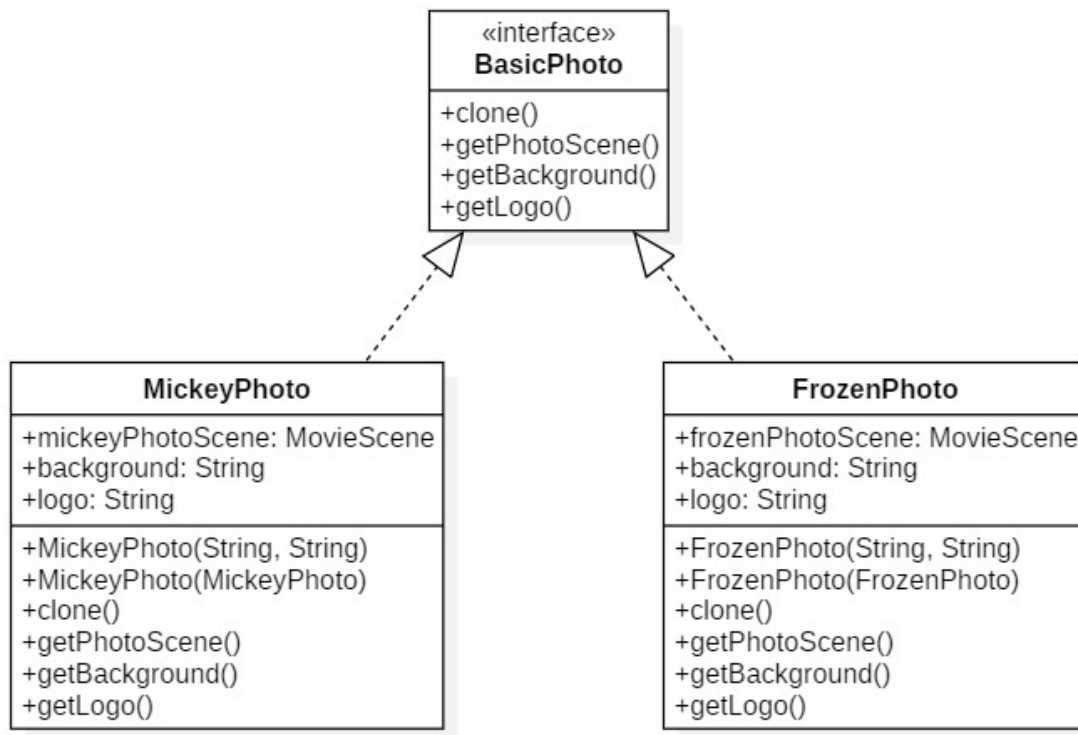 «interface»
BasicPhoto
+clone()
+getPhotoScene()
+getBackground()
+getLogo()
MickeyPhoto
+mickeyPhotoScene: MovieScene
+background: String
+logo: String
+MickeyPhoto(String, String)
+MickeyPhoto(MickeyPhoto)
+clone()
+getPhotoScene()
+getBackground()
+getLogo()
FrozenPhoto
+frozenPhotoScene: MovieScene
+background: String
+logo: String
+FrozenPhoto(String, String)
+FrozenPhoto(FrozenPhoto)
+clone()
+getPhotoScene()
+getBackground()
+getLogo()